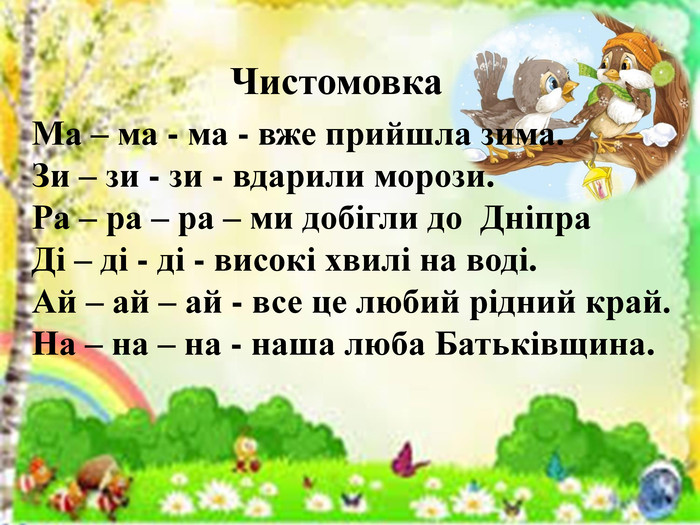 Чистомовка
Ма – ма - ма - вже прийшла зима.
Зи – зи - зи - вдарили морози.
Ра – ра – ра – ми добігли до  Дніпра
Ді – ді - ді - високі хвилі на воді.
Ай – ай – ай - все це любий рідний край.
На – на – на - наша люба Батьківщина.